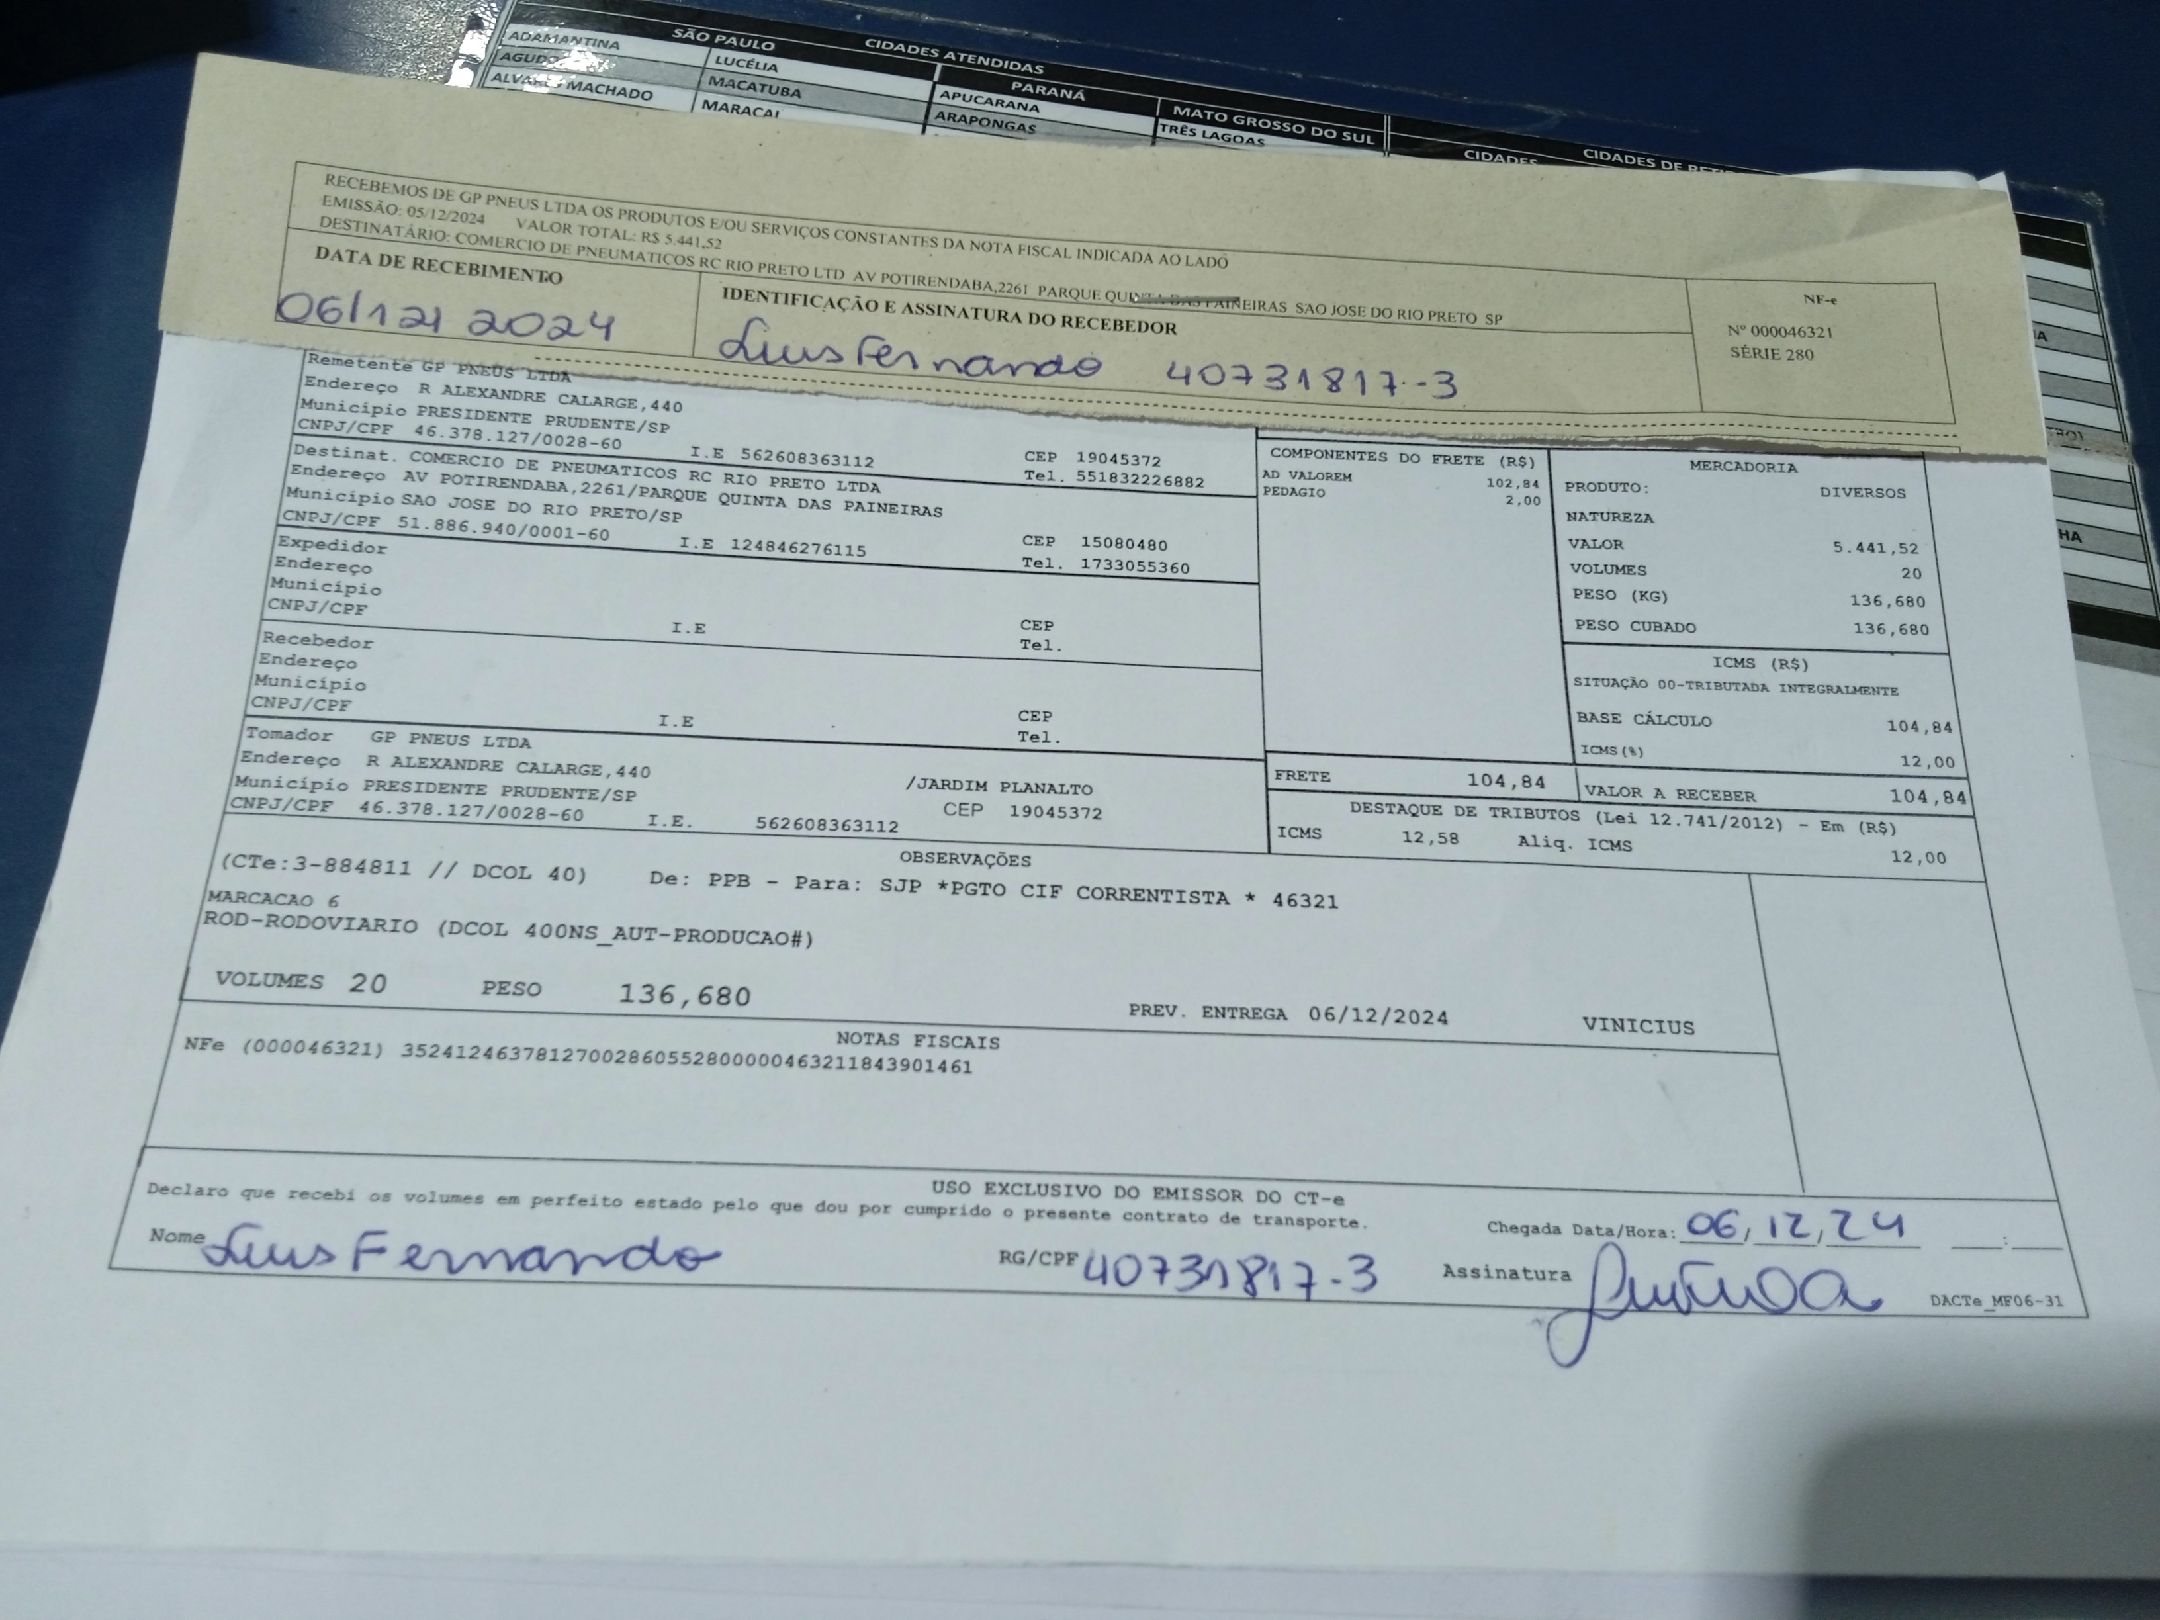 SÃO PAULO CIDADES ATENDIDAS
ADAMANTINA LUCÉLIA PARANÁ MATO GROSSO DO SUL
MACATUBA APUCARANA TRÊS LAGOAS CIDADES
ALVARES MACHADO MARACAI ARAPONGAS CIDADES DE
RECEBEMOS DE GP PNEUS LTDA OS PRODUTOS E/OU SERVIÇOS CONSTANTES DA NOTA FISCAL INDICADA AO LADO
EMISSÃO: 05/12/2024 VALOR TOTAL: R$ 5.441,52
DESTINATÁRIO: COMERCIO DE PNEUMATICOS RC RIO PRETO LTD AV POTIRENDABA,2261 PARQUE QUINTA DAS PAINEIRAS SAO JOSE DO RIO PRETO SP
DATA DE RECEBIMENTO
06/12/2024
IDENTIFICAÇÃO E ASSINATURA DO RECEBEDOR
Luis Fernando 40731817-3
NF-e
Nº 000046321
SÉRIE 280
Remetente GP PNEUS LTDA
Endereço R ALEXANDRE CALARGE,440
Município PRESIDENTE PRUDENTE/SP CEP 19045372
CNPJ/CPF 46.378.127/0028-60 I.E 562608363112 Tel. 551832226882
Destinat. COMERCIO DE PNEUMATICOS RC RIO PRETO LTDA
Endereço AV POTIRENDABA,2261/PARQUE QUINTA DAS PAINEIRAS
Município SAO JOSE DO RIO PRETO/SP CEP 15080480
CNPJ/CPF 51.886.940/0001-60 I.E 124846276115 Tel. 1733055360
Expedidor
Endereço
Município CEP
CNPJ/CPF I.E Tel.
Recebedor
Endereço
Município CEP
CNPJ/CPF I.E Tel.
Tomador GP PNEUS LTDA
Endereço R ALEXANDRE CALARGE,440 /JARDIM PLANALTO
Município PRESIDENTE PRUDENTE/SP CEP 19045372
CNPJ/CPF 46.378.127/0028-60 I.E. 562608363112
COMPONENTES DO FRETE (R$)
AD VALOREM 102,84
PEDAGIO 2,00
MERCADORIA
PRODUTO: DIVERSOS
NATUREZA
VALOR 5.441,52
VOLUMES 20
PESO (KG) 136,680
PESO CUBADO 136,680
ICMS (R$)
SITUAÇÃO 00-TRIBUTADA INTEGRALMENTE
BASE CÁLCULO 104,84
ICMS(%) 12,00
FRETE 104,84 VALOR A RECEBER 104,84
DESTAQUE DE TRIBUTOS (Lei 12.741/2012) - Em (R$)
ICMS 12,58 Aliq. ICMS 12,00
OBSERVAÇÕES
(CTe:3-884811 // DCOL 40) De: PPB - Para: SJP *PGTO CIF CORRENTISTA * 46321
MARCACAO 6
ROD-RODOVIARIO (DCOL 400NS_AUT-PRODUCAO#)
VOLUMES 20 PESO 136,680 PREV. ENTREGA 06/12/2024 VINICIUS
NOTAS FISCAIS
NFe (000046321) 35241246378127002860552800000463211843901461
USO EXCLUSIVO DO EMISSOR DO CT-e
Declaro que recebi os volumes em perfeito estado pelo que dou por cumprido o presente contrato de transporte.
Chegada Data/Hora: 06/12/24 __:__
Nome Luis Fernando RG/CPF 40731817-3 Assinatura
DACTe_MF06-31